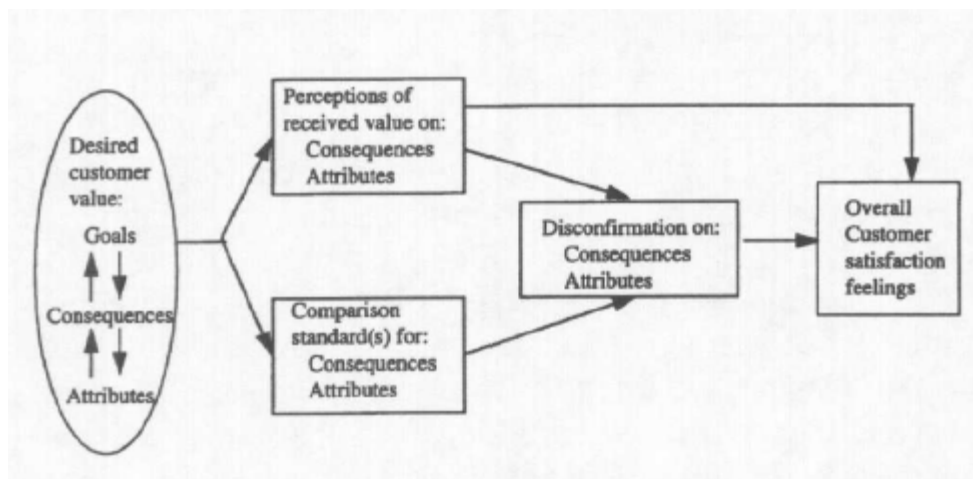 Desired
customer
value:
Goals
Consequences
Attributes
Perceptions of
received value on:
Consequences
Attributes
Comparison
standard(s) for:
Consequences
Attributes
Disconfirmation on:
Consequences
Attributes
Overall
Customer
satisfaction
feelings